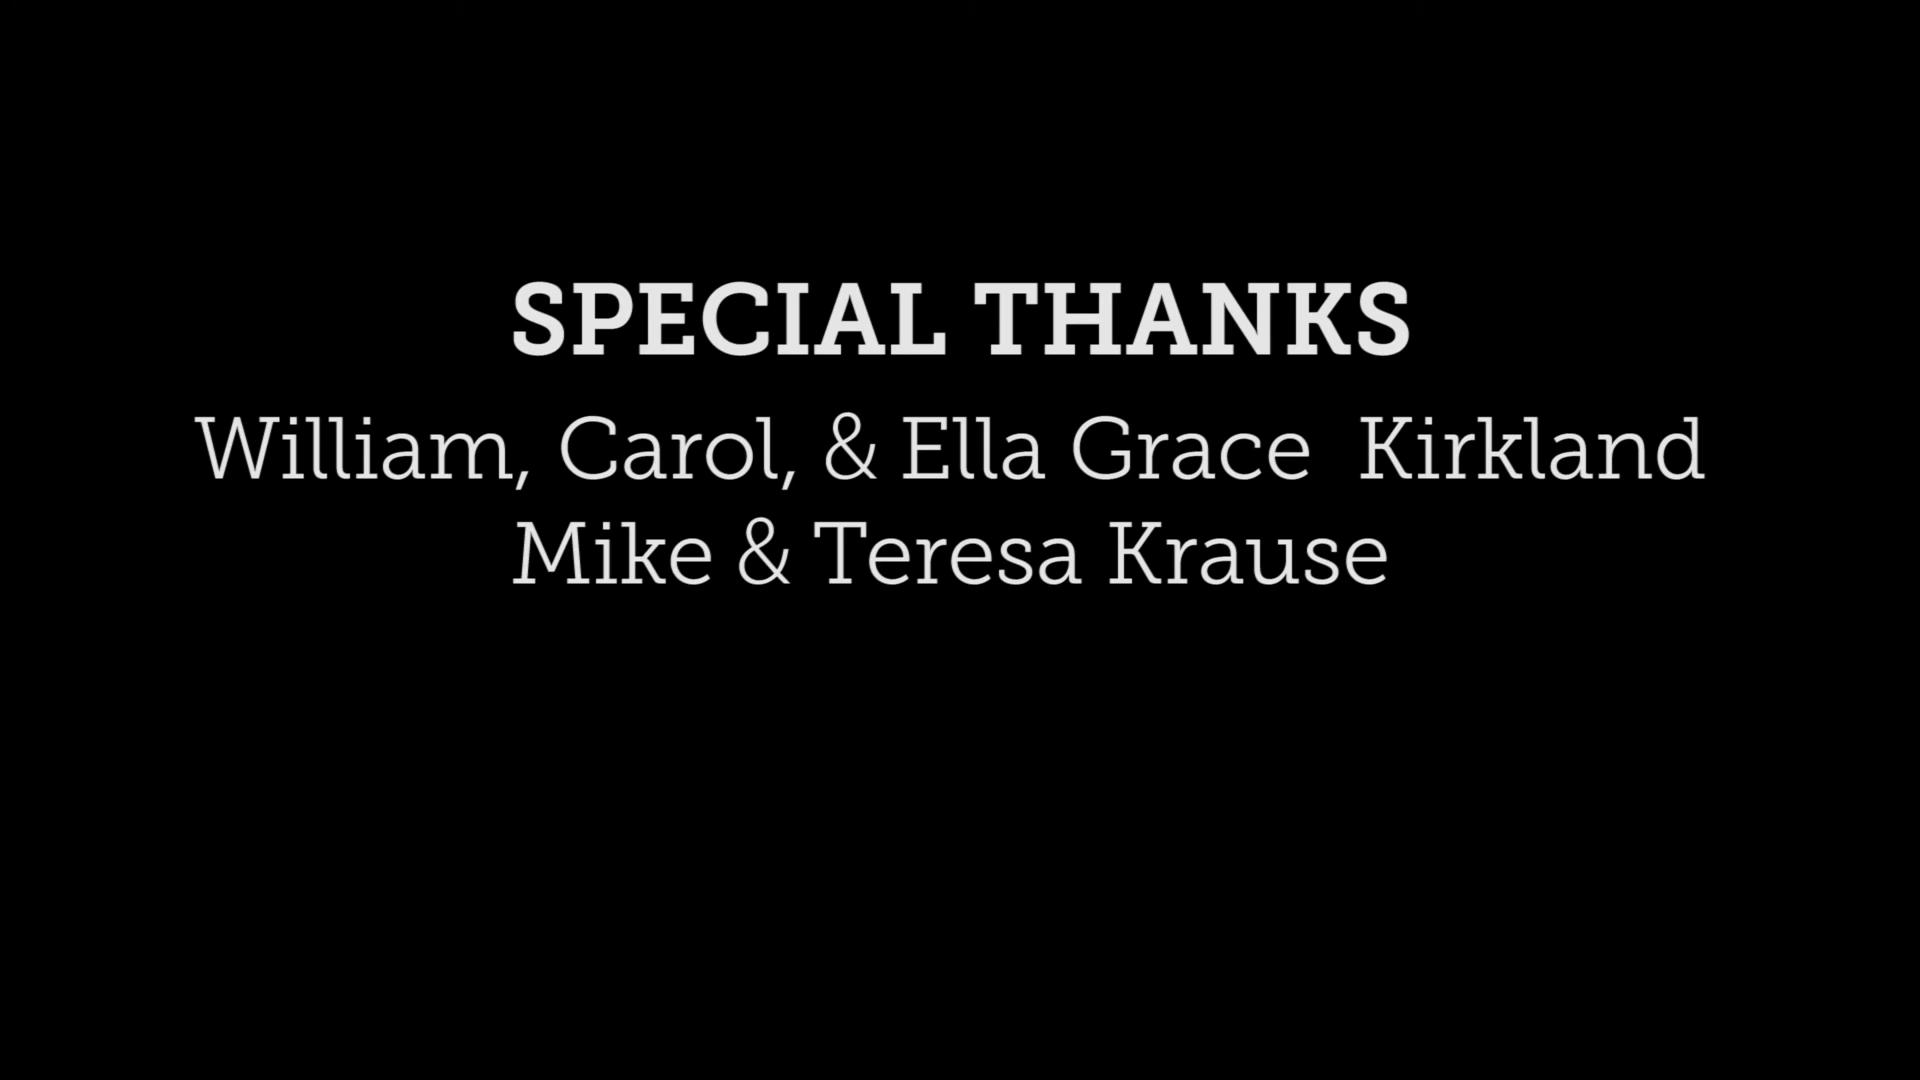 SPECIAL THANKS
William, Carol, & Ella Grace  Kirkland
Mike & Teresa Krause